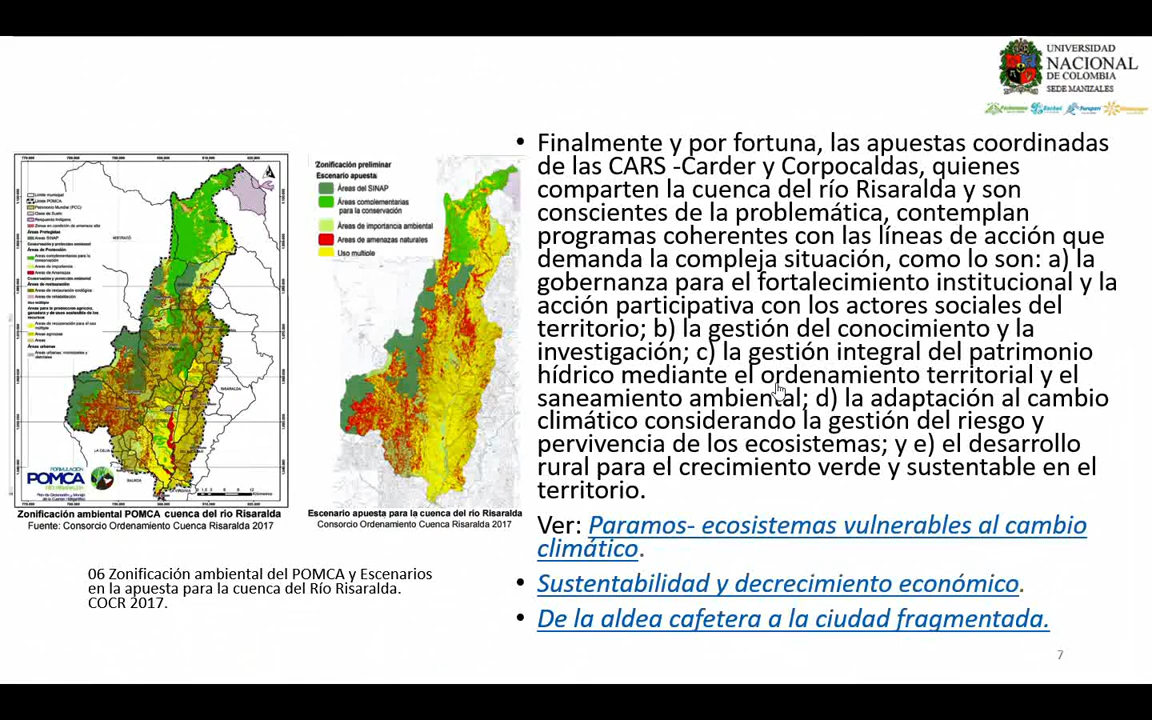 UNIVERSIDAD
NACIONAL
DE COLOMBIA
SEDE MANIZALES
• Finalmente y por fortuna, las apuestas coordinadas
de las CARS -Carder y Corpocaldas, quienes
comparten la cuenca del río Risaralda y son
conscientes de la problemática, contemplan
programas coherentes con las líneas de acción que
demanda la compleja situación, como lo son: a) la
gobernanza para el fortalecimiento institucional y la
acción participativa con los actores sociales del
territorio; b) la gestión del conocimiento y la
investigación; c) la gestión integral del patrimonio
hídrico mediante el ordenamiento territorial y el
saneamiento ambiental; d) la adaptación al cambio
climático considerando la gestión del riesgo y
pervivencia de los ecosistemas; y e) el desarrollo
rural para el crecimiento verde y sustentable en el
territorio.
Ver: Paramos- ecosistemas vulnerables al cambio
climático.
• Sustentabilidad y decrecimiento económico.
• De la aldea cafetera a la ciudad fragmentada.
Zonificación preliminar
Escenario apuesta
Áreas del SINAP
Áreas complementarias
para la conservación
Áreas de importancia ambiental
Áreas de amenazas naturales
Uso multiple
POMCA
Zonificación ambiental POMCA cuenca del río Risaralda
Fuente: Consorcio Ordenamiento Cuenca Risaralda 2017
Escenario apuesta para la cuenca del río Risaralda
Consorcio Ordenamiento Cuenca Risaralda 2017
06 Zonificación ambiental del POMCA y Escenarios
en la apuesta para la cuenca del Río Risaralda.
COCR 2017.
7